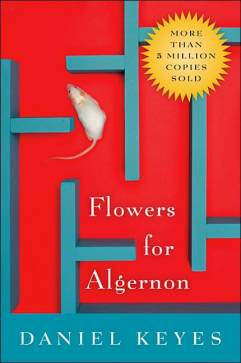 MORE
THAN
5 MILLION
COPIES
SOLD
Flowers
for
Algernon
DANIEL KEYES